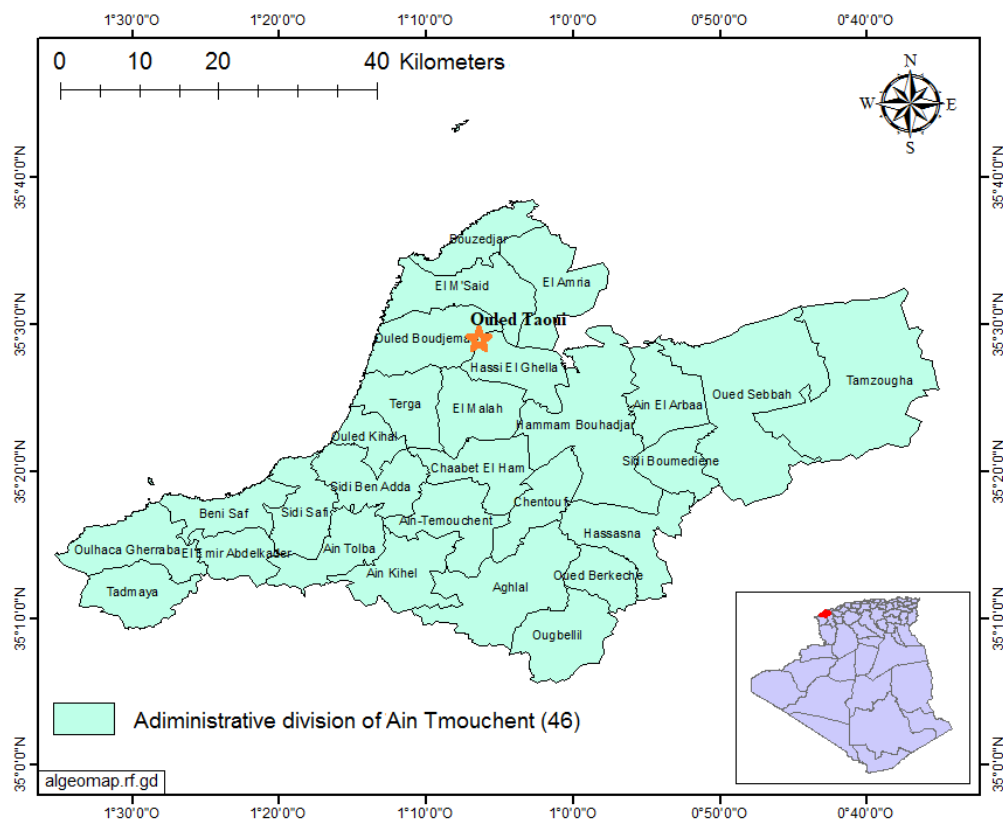 1°30'0"W 1°20'0"W 1°10'0"W 1°0'0"W 0°50'0"W 0°40'0"W
0 10 20 40 Kilometers
N
W E
S
35°40'0"N 35°40'0"N
Bouzedjar
El M'Said El Amria
35°30'0"N Ouled Taoui 35°30'0"N
Ouled Boudjema
Hassi El Ghella
Oued Sebbah Tamzougha
Terga El Malah Ain El Arbaa
Hammam Bouhadjar
Ouled Kihal
35°20'0"N Chaabet El Ham Sidi Boumediene 35°20'0"N
Sidi Ben Adda
Chentouf
Beni Saf Sidi Safi Ain-Temouchent
Hassasna
Oulhaca Gherraba El Emir Abdelkader Ain Tolba
Ain Kihel Aghlal Oued Berkeche
Tadmaya
35°10'0"N 35°10'0"N
Ougbellil
Adiministrative division of Ain Tmouchent (46)
35°0'0"N 35°0'0"N
algeomap.rf.gd
1°30'0"W 1°20'0"W 1°10'0"W 1°0'0"W 0°50'0"W 0°40'0"W